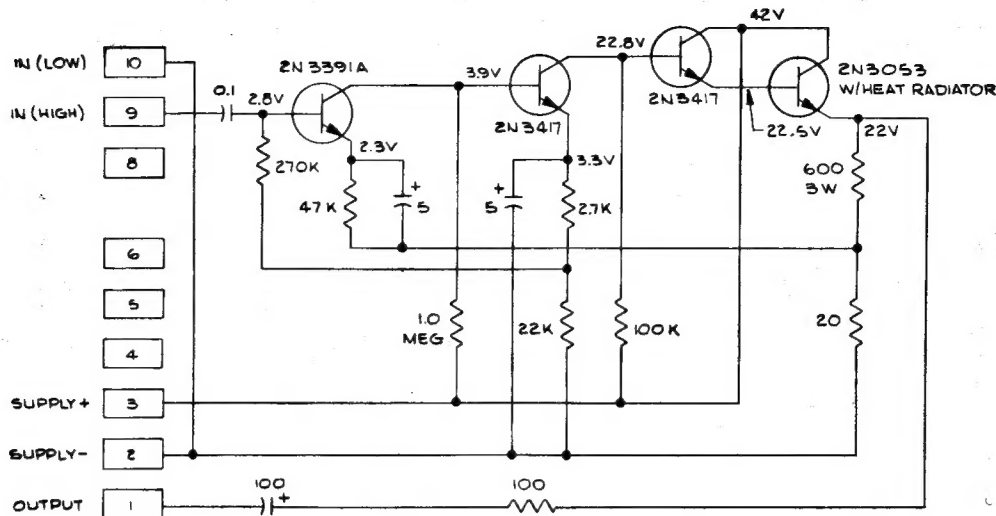 42V
IN (LOW)
10
2N3391A
3.9V
22.8V
2N3417
2N3053
W/HEAT RADIATOR
IN (HIGH)
9
0.1
2.8V
2N3417
22.5V
22V
8
2.3V
3.3V
270K
47K
+
5
+
5
2.7K
600
3W
6
5
1.0
MEG
22K
100K
20
4
SUPPLY+
3
SUPPLY-
2
OUTPUT
1
100
+
100